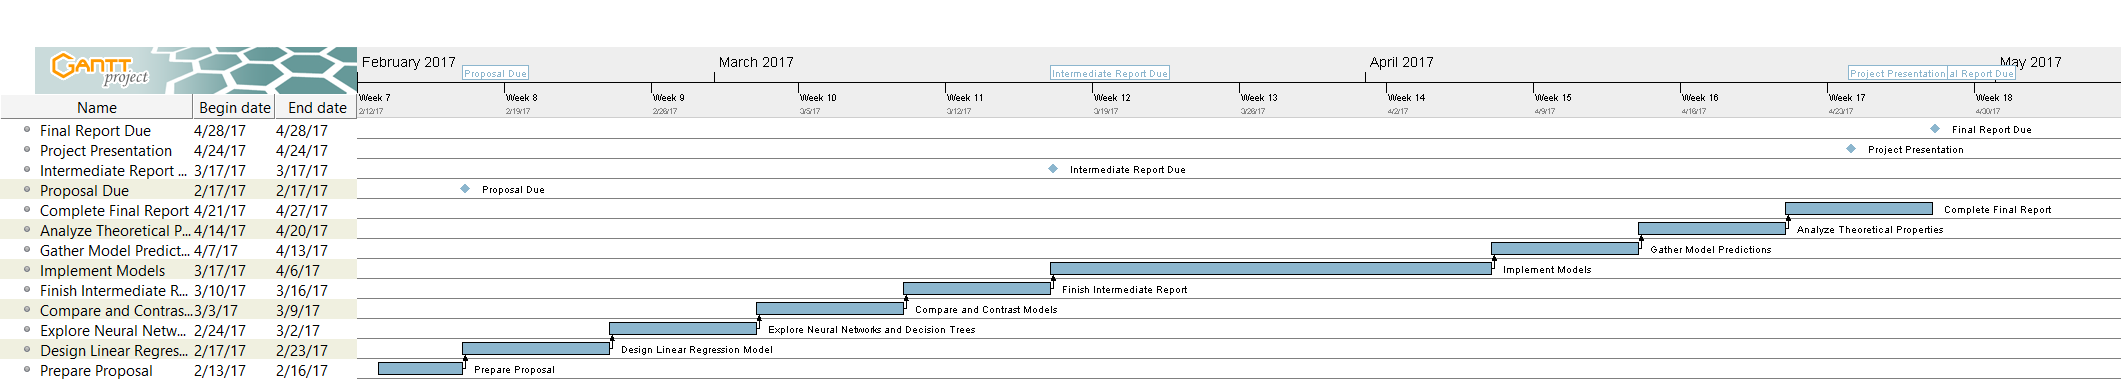 GANTT
project
February 2017 March 2017 April 2017 May 2017
Proposal Due Intermediate Report Due Project Presentation al Report Due
Name Begin date End date
Week 7 Week 8 Week 9 Week 10 Week 11 Week 12 Week 13 Week 14 Week 15 Week 16 Week 17 Week 18
2/12/17 2/19/17 2/26/17 3/5/17 3/12/17 3/19/17 3/26/17 4/2/17 4/9/17 4/16/17 4/23/17 4/30/17
Final Report Due 4/28/17 4/28/17 Final Report Due
Project Presentation 4/24/17 4/24/17 Project Presentation
Intermediate Report ... 3/17/17 3/17/17 Intermediate Report Due
Proposal Due 2/17/17 2/17/17 Proposal Due
Complete Final Report 4/21/17 4/27/17 Complete Final Report
Analyze Theoretical P... 4/14/17 4/20/17 Analyze Theoretical Properties
Gather Model Predict... 4/7/17 4/13/17 Gather Model Predictions
Implement Models 3/17/17 4/6/17 Implement Models
Finish Intermediate R... 3/10/17 3/16/17 Finish Intermediate Report
Compare and Contras... 3/3/17 3/9/17 Compare and Contrast Models
Explore Neural Netw... 2/24/17 3/2/17 Explore Neural Networks and Decision Trees
Design Linear Regres... 2/17/17 2/23/17 Design Linear Regression Model
Prepare Proposal 2/13/17 2/16/17 Prepare Proposal